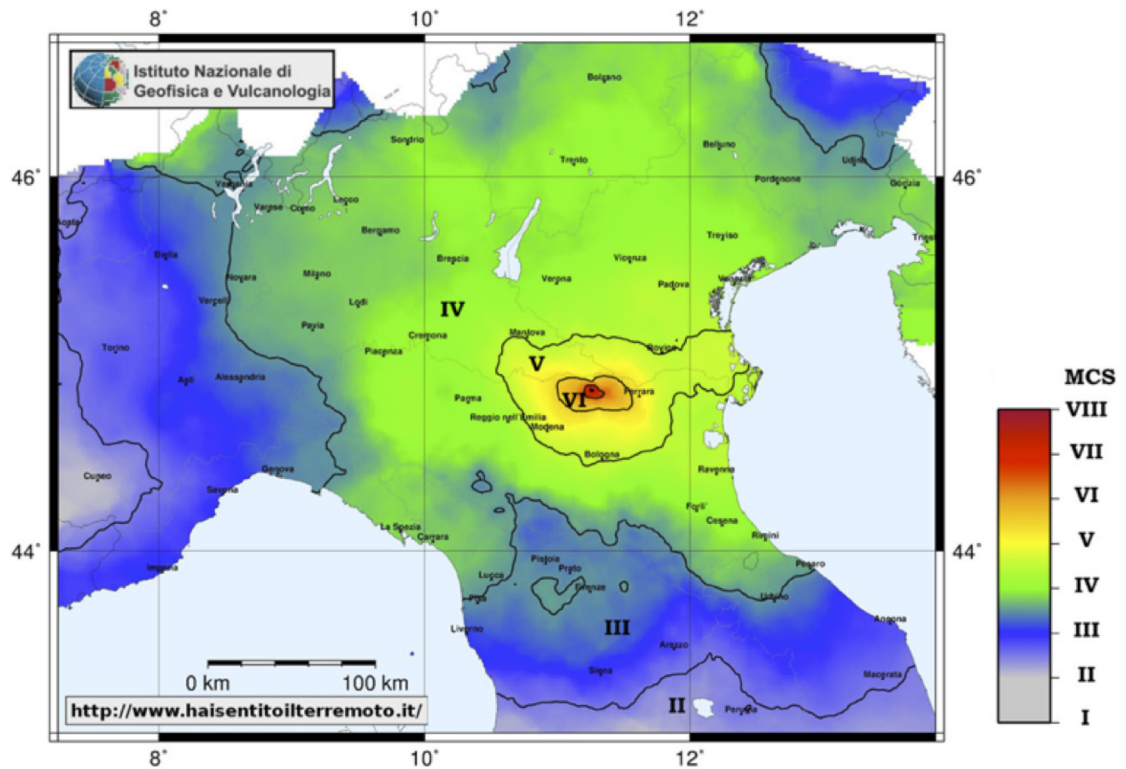 8° 10° 12°
Istituto Nazionale di
Geofisica e Vulcanologia
Bolzano
Sondrio
Belluno
Trento
Udine
46° 46°
Pordenone
Verbania
Gorizia
Lecco
Varese Como
Aosta
Bergamo
Treviso
Trieste
Biella
Brescia
Vicenza
Milano
Novara
Verona
Padova
Venezia
Vercelli
Lodi
IV
Pavia
Mantova
Cremona
Torino
Piacenza
Rovigo
V
Asti
Alessandria
Ferrara
VI
Parma
Reggio nell'Emilia
Modena
Bologna
Cuneo
Genova
Ravenna
Savona
Forli'
Cesena
La Spezia
Carrara
Rimini
44° 44°
Pistoia
Imperia
Prato
Pesaro
Lucca
Firenze
Pisa
Urbino
Livorno
III
Ancona
Arezzo
Siena
Macerata
0 km 100 km
II
Perugia
http://www.haisentitoilterremoto.it/
8° 10° 12°
MCS
VIII
VII
VI
V
IV
III
II
I